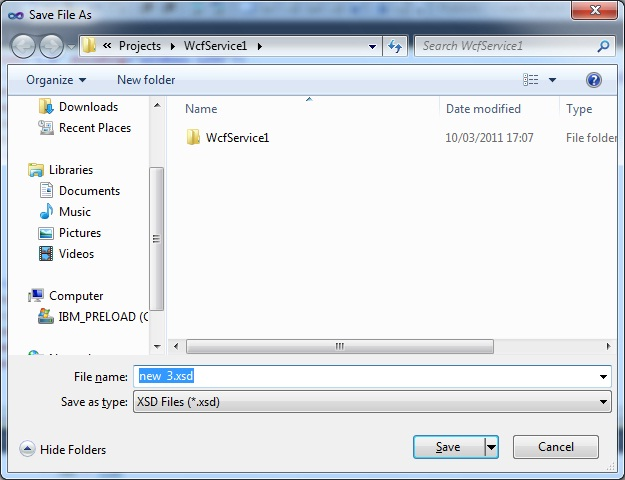 Save File As
« Projects WcfService1
Search WcfService1
Organize New folder
Downloads
Recent Places
Libraries
Documents
Music
Pictures
Videos
Computer
IBM_PRELOAD (C
Name Date modified Type
WcfService1 10/03/2011 17:07 File folder
File name: new_3.xsd
Save as type: XSD Files (*.xsd)
Hide Folders
Save Cancel